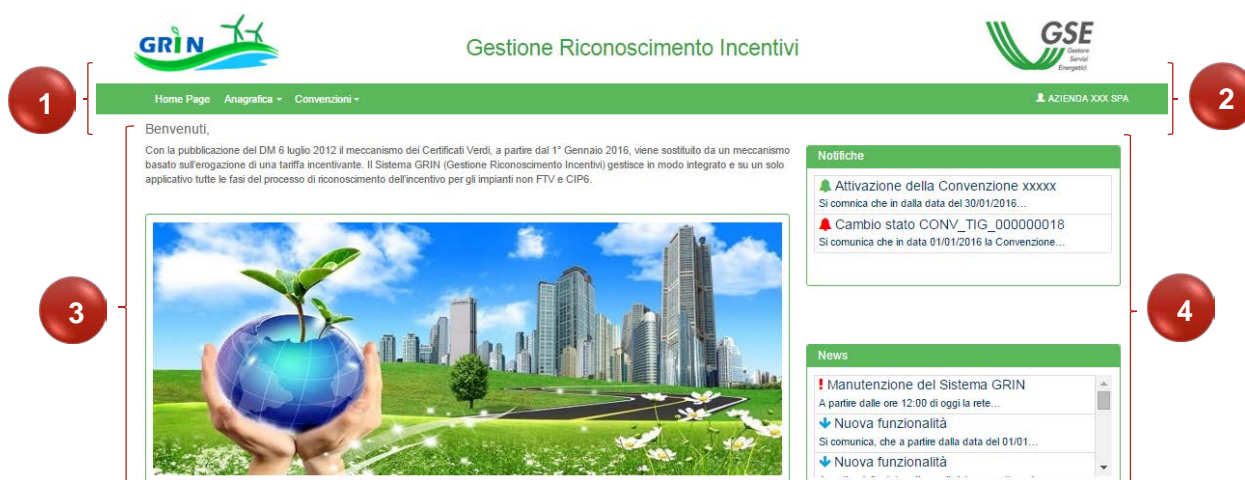 GRIN
Gestione Riconoscimento Incentivi
GSE
Gestore
Servizi
Energetici
1
2
Home Page Anagrafica Convenzioni
AZIENDA XXX SPA
Benvenuti,
Con la pubblicazione del DM 6 luglio 2012 il meccanismo dei Certificati Verdi, a partire dal 1° Gennaio 2016, viene sostituito da un meccanismo
basato sull'erogazione di una tariffa incentivante. Il Sistema GRIN (Gestione Riconoscimento Incentivi) gestisce in modo integrato e su un solo
applicativo tutte le fasi del processo di riconoscimento dell'incentivo per gli impianti non FTV e CIP6.
3
Notifiche
Attivazione della Convenzione xxxxx
Si comnica che in dalla data del 30/01/2016...
Cambio stato CONV_TIG_000000018
Si comunica che in data 01/01/2016 la Convenzione...
4
News
! Manutenzione del Sistema GRIN
A partire dalle ore 12:00 di oggi la rete...
Nuova funzionalità
Si comunica, che a partire dalla data del 01/01...
Nuova funzionalità